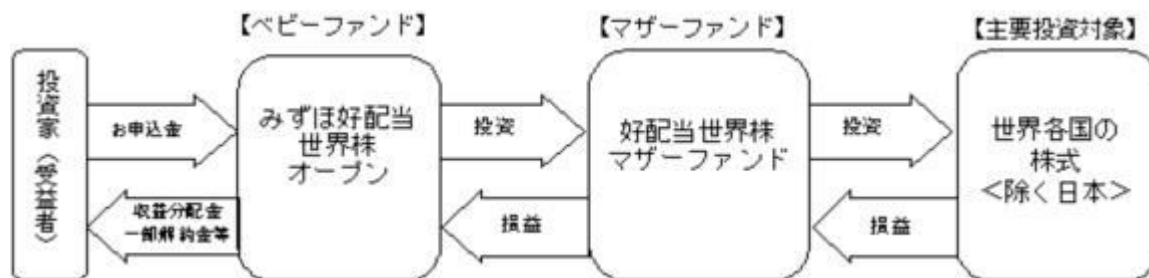 【ベビーファンド】
【マザーファンド】
【主要投資対象】
投資家（受益者）
お申込金
収益分配金
一部解約金等
みずほ好配当
世界株
オープン
投資
損益
好配当世界株
マザーファンド
投資
損益
世界各国の
株式
＜除く日本＞